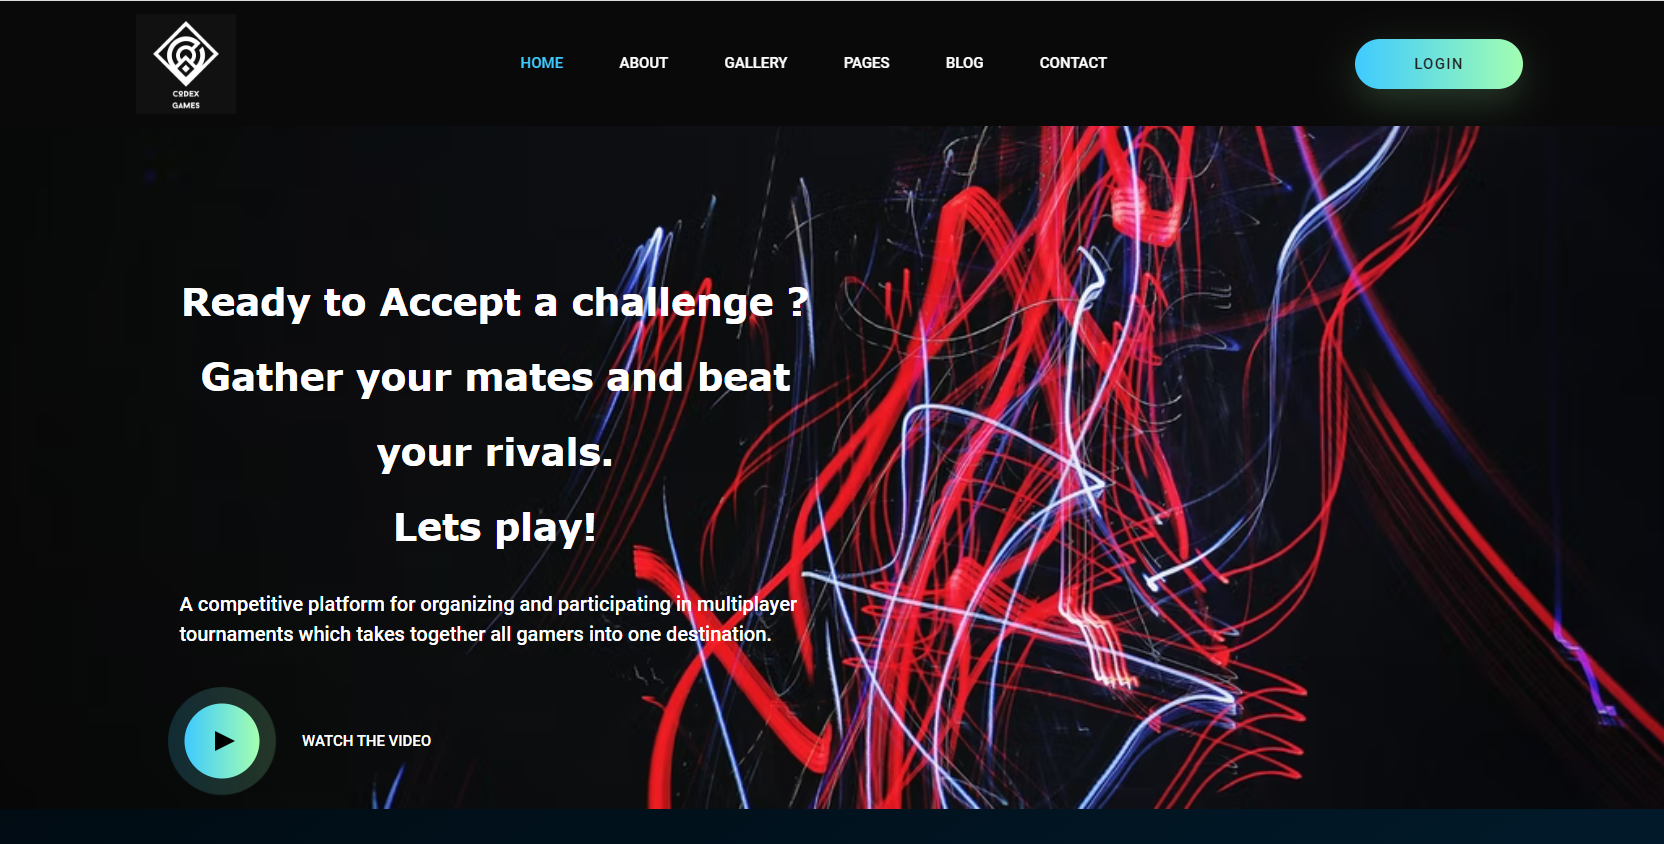 CODEX
GAMES
HOME ABOUT GALLERY PAGES BLOG CONTACT
LOGIN
Ready to Accept a challenge ?
Gather your mates and beat
your rivals.
Lets play!
A competitive platform for organizing and participating in multiplayer
tournaments which takes together all gamers into one destination.
WATCH THE VIDEO